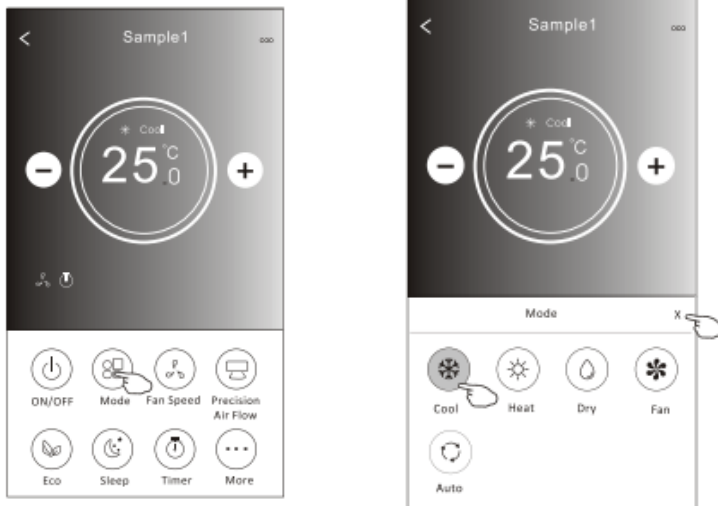 Sample1
Cool
25.0 °C
ON/OFF
Mode
Fan Speed
Precision
Air Flow
Eco
Sleep
Timer
More
Sample1
Cool
25.0 °C
Mode
X
Cool
Heat
Dry
Fan
Auto